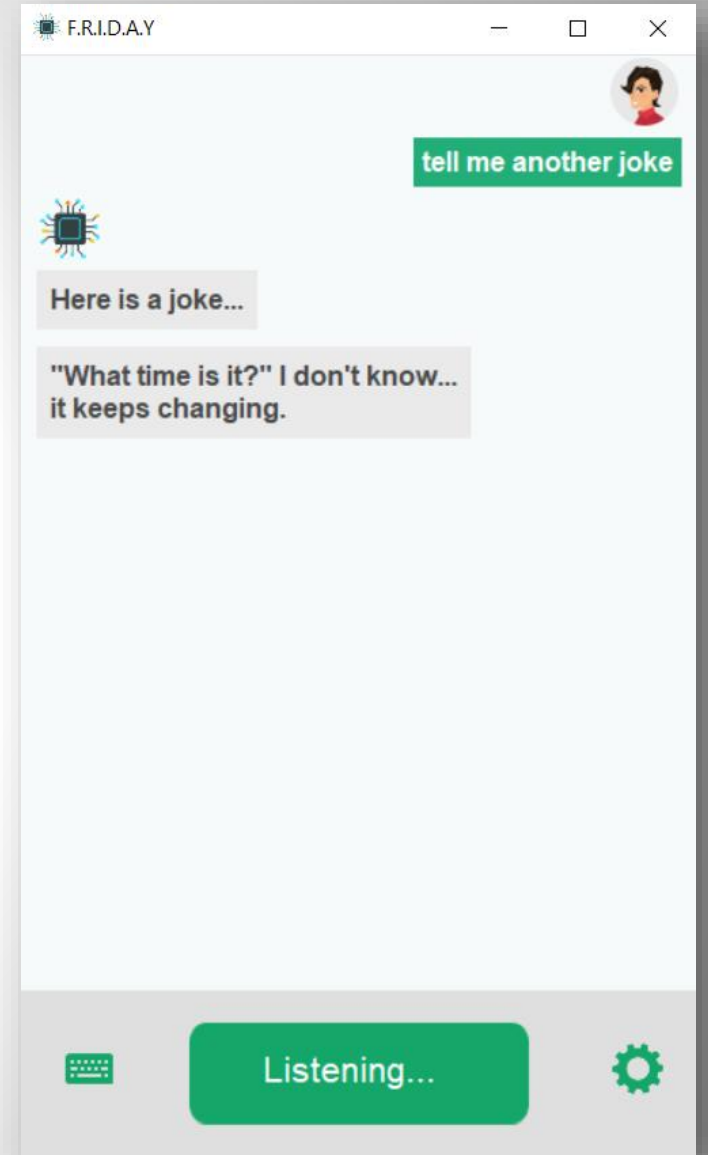 F.R.I.D.A.Y
tell me another joke
Here is a joke...
"What time is it?" I don't know...
it keeps changing.
Listening...